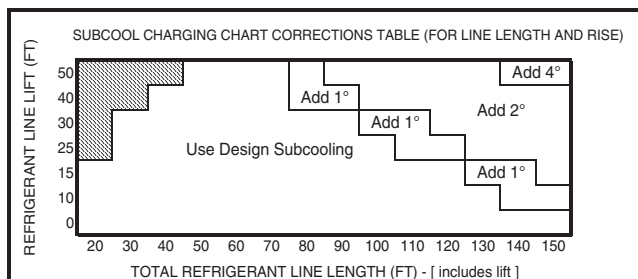 SUBCOOL CHARGING CHART CORRECTIONS TABLE (FOR LINE LENGTH AND RISE)
REFRIGERANT LINE LIFT (FT)
50
40
30
25
15
10
0
Add 4°
Add 1°
Add 2°
Add 1°
Use Design Subcooling
Add 1°
20 30 40 50 60 70 80 90 100 110 120 130 140 150
TOTAL REFRIGERANT LINE LENGTH (FT) - [ includes lift ]